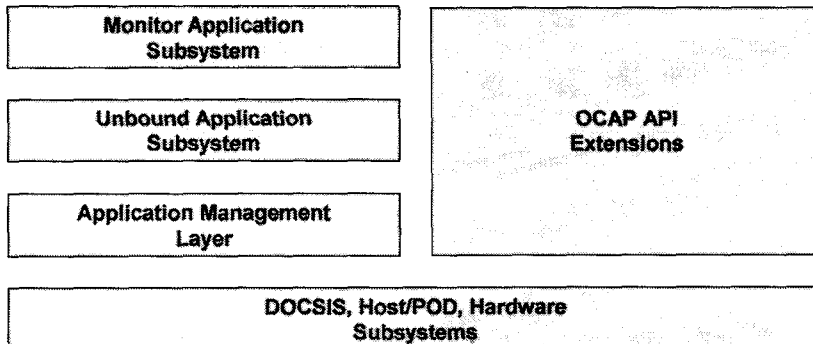 Monitor Application
Subsystem
Unbound Application
Subsystem
Application Management
Layer
OCAP API
Extensions
DOCSIS, Host/POD, Hardware
Subsystems